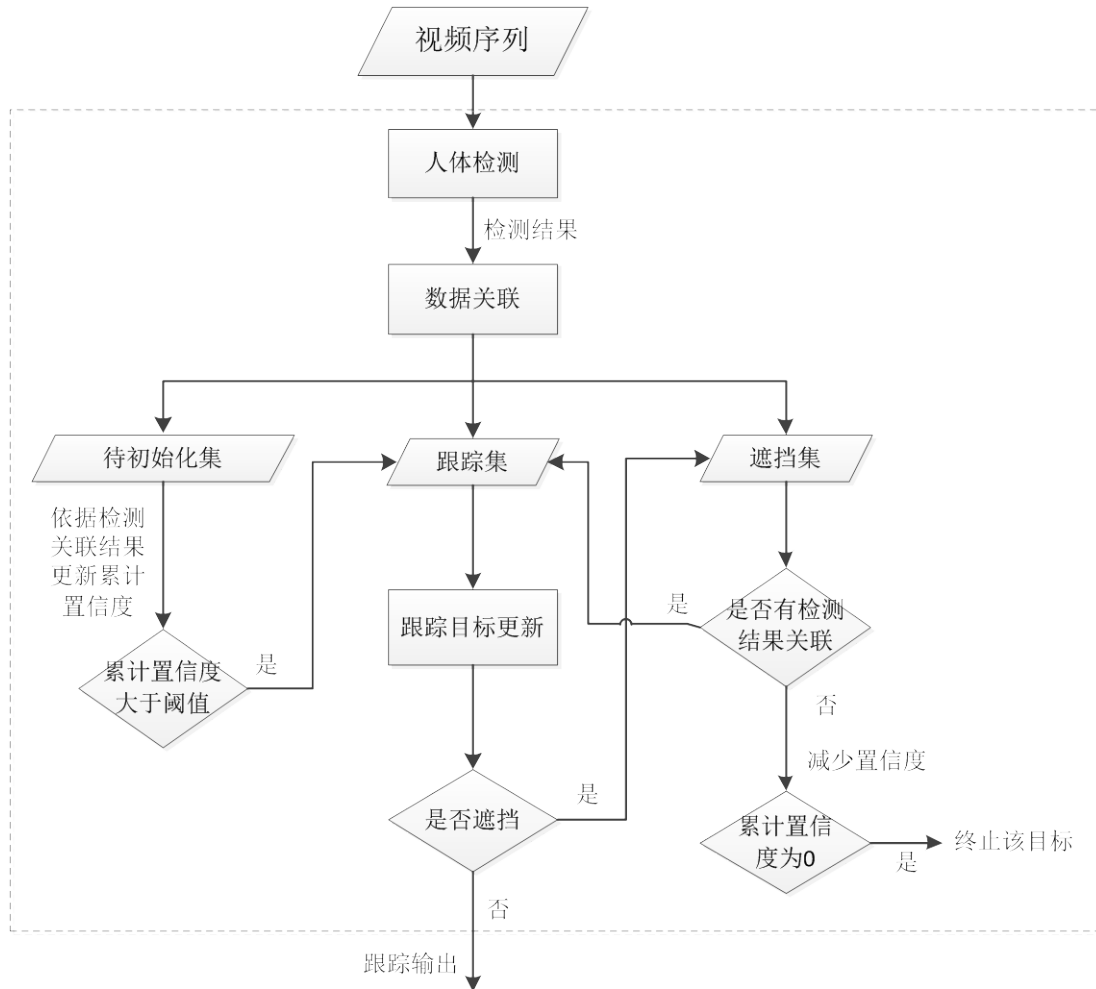 视频序列
人体检测
检测结果
数据关联
待初始化集
跟踪集
遮挡集
依据检测
关联结果
更新累计
置信度
跟踪目标更新
是
是否有检测
结果关联
累计置信度
大于阈值
是
否
减少置信度
是否遮挡
是
累计置信
度为0
是
终止该目标
否
跟踪输出